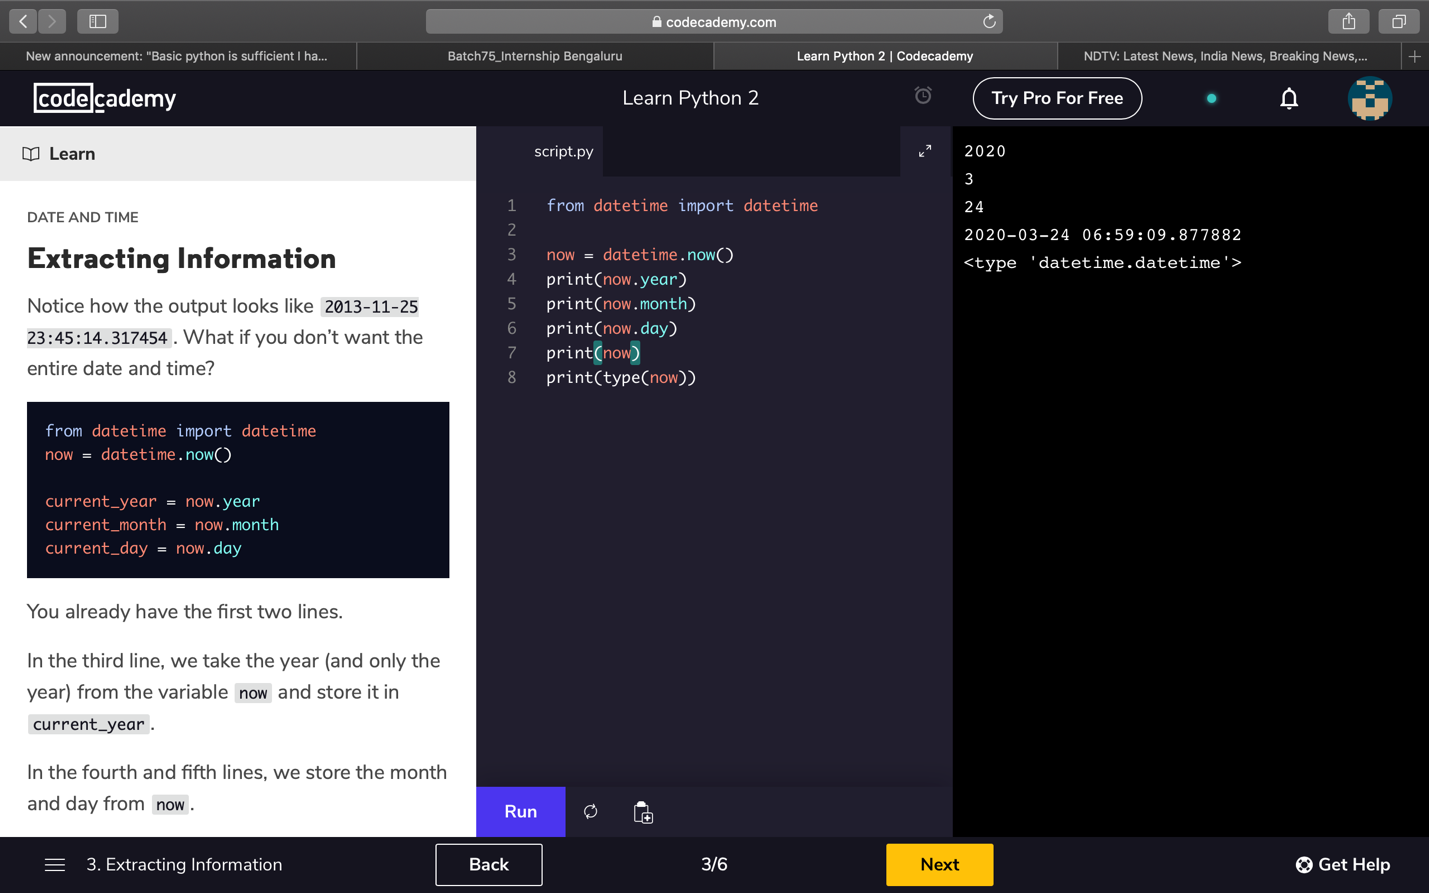 codecademy.com
New announcement: "Basic python is sufficient I ha...
Batch75_Internship Bengaluru
Learn Python 2 | Codecademy
NDTV: Latest News, India News, Breaking News,...
codecademy
Learn Python 2
Try Pro For Free
Learn
DATE AND TIME
Extracting Information
Notice how the output looks like 2013-11-25
23:45:14.317454 . What if you don't want the
entire date and time?
from datetime import datetime
now = datetime.now()
current_year = now.year
current_month = now.month
current_day = now.day
You already have the first two lines.
In the third line, we take the year (and only the
year) from the variable now and store it in
current_year .
In the fourth and fifth lines, we store the month
and day from now .
script.py
1 from datetime import datetime
2
3 now = datetime.now()
4 print(now.year)
5 print(now.month)
6 print(now.day)
7 print(now)
8 print(type(now))
Run
2020
3
24
2020-03-24 06:59:09.877882
<type 'datetime.datetime'>
3. Extracting Information
Back
3/6
Next
Get Help